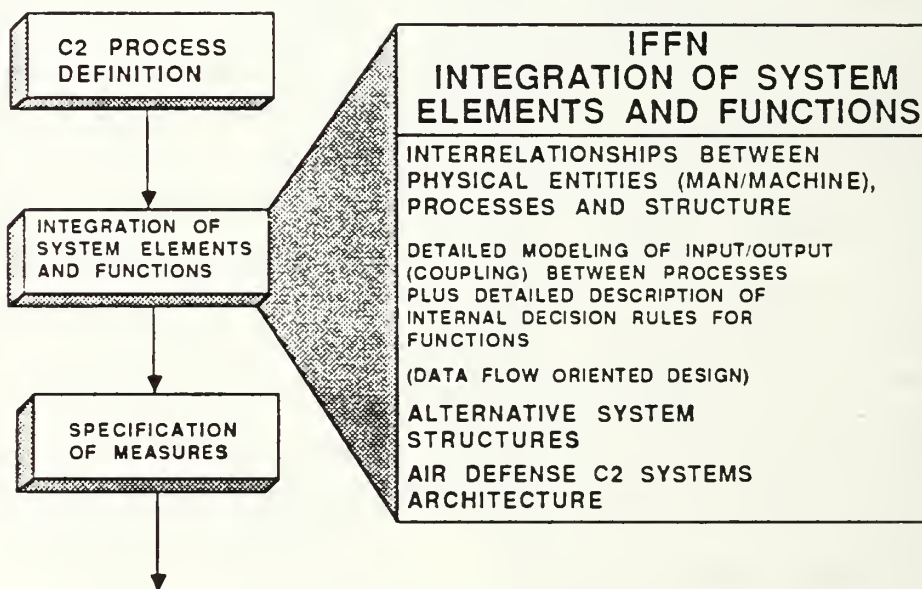 C2 PROCESS
DEFINITION
INTEGRATION OF
SYSTEM ELEMENTS
AND FUNCTIONS
SPECIFICATION
OF MEASURES
IFFN
INTEGRATION OF SYSTEM
ELEMENTS AND FUNCTIONS
INTERRELATIONSHIPS BETWEEN
PHYSICAL ENTITIES (MAN/MACHINE),
PROCESSES AND STRUCTURE
DETAILED MODELING OF INPUT/OUTPUT
(COUPLING) BETWEEN PROCESSES
PLUS DETAILED DESCRIPTION OF
INTERNAL DECISION RULES FOR
FUNCTIONS
(DATA FLOW ORIENTED DESIGN)
ALTERNATIVE SYSTEM
STRUCTURES
AIR DEFENSE C2 SYSTEMS
ARCHITECTURE